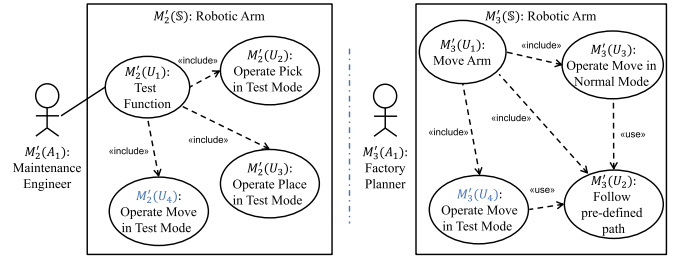 M′₂(𝕊): Robotic Arm
M′₂(U₁):
Test
Function
«include»
M′₂(U₂):
Operate Pick
in Test Mode
M′₂(A₁):
Maintenance
Engineer
«include»
«include»
M′₂(U₃):
Operate Place
in Test Mode
M′₂(U₄):
Operate Move
in Test Mode
M′₃(𝕊): Robotic Arm
M′₃(U₁):
Move Arm
«include»
M′₃(U₃):
Operate Move in
Normal Mode
M′₃(A₁):
Factory
Planner
«include»
«include»
«use»
M′₃(U₄):
Operate Move
in Test Mode
«use»
M′₃(U₂):
Follow
pre-defined
path